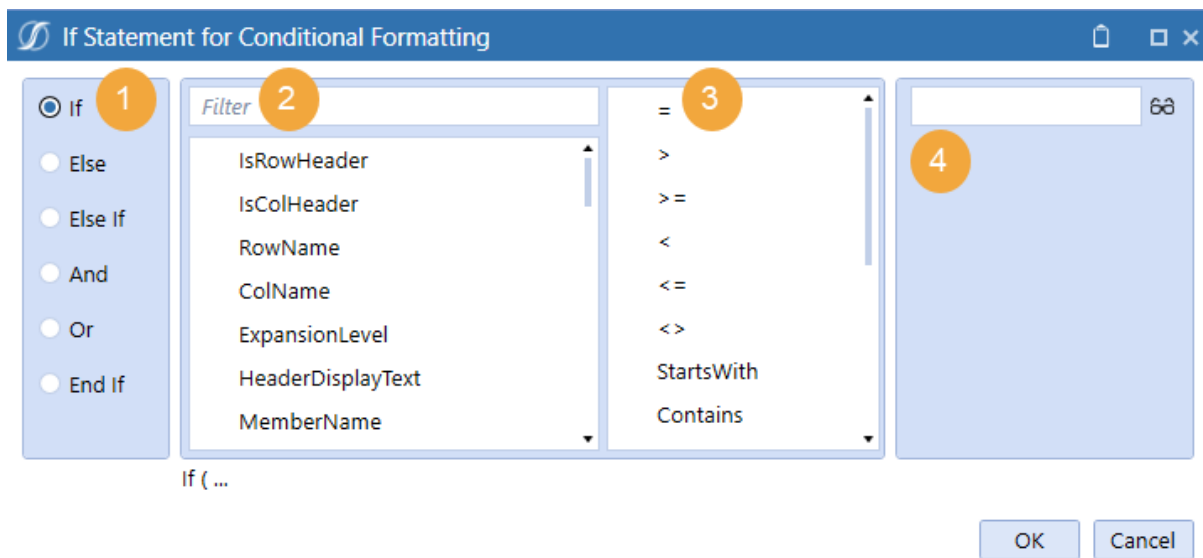 If Statement for Conditional Formatting
If
1
Else
Else If
And
Or
End If
Filter
2
IsRowHeader
IsColHeader
RowName
ColName
ExpansionLevel
HeaderDisplayText
MemberName
=
3
>
>=
<
<=
<>
StartsWith
Contains
4
If ( ...
OK
Cancel